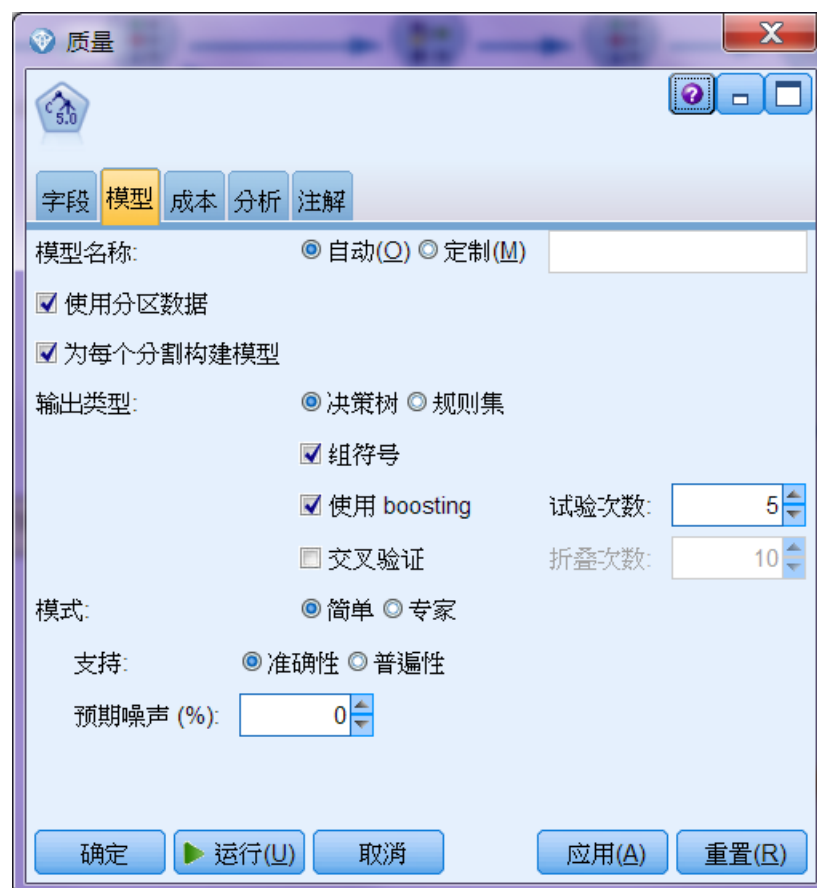 质量
C 5.0
字段 模型 成本 分析 注解
模型名称: 自动(O) 定制(M)
使用分区数据
为每个分割构建模型
输出类型: 决策树 规则集
组符号
使用 boosting 试验次数: 5
交叉验证 折叠次数: 10
模式: 简单 专家
支持: 准确性 普遍性
预期噪声 (%): 0
确定 运行(U) 取消 应用(A) 重置(R)